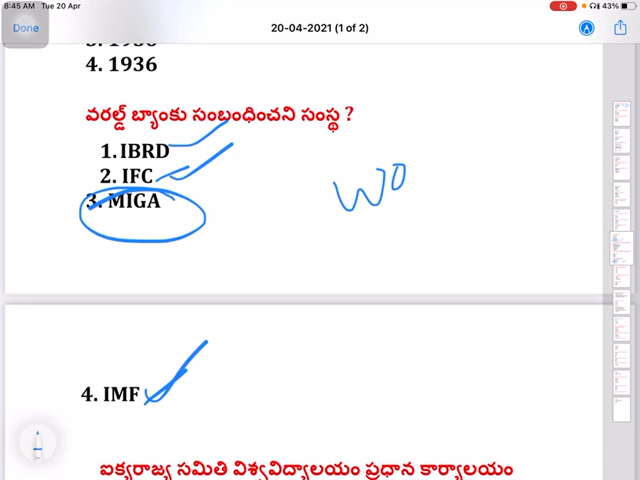 8:45 AM Tue 20 Apr
43%
Done
20-04-2021 (1 of 2)
4. 1936
వరల్డ్ బ్యాంకు సంబంధించని సంస్థ ?
1. IBRD
2. IFC
3. MIGA
wo
4. IMF
ఐక్యరాజ్య సమితి విశ్వవిద్యాలయం ప్రధాన కార్యాలయం